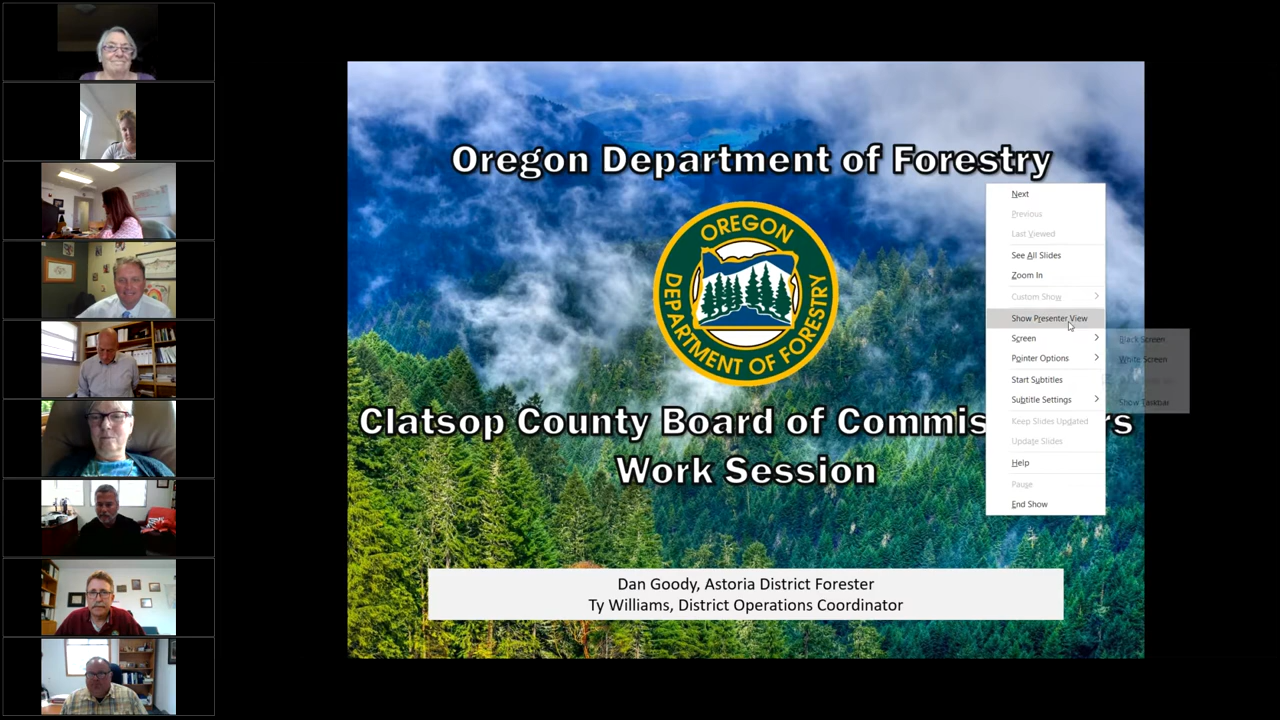 Oregon Department of Forestry
OREGON
DEPARTMENT OF FORESTRY
Clatsop County Board of Commis rs
Work Session
Dan Goody, Astoria District Forester
Ty Williams, District Operations Coordinator
Next
Previous
Last Viewed
See All Slides
Zoom In
Custom Show
Show Presenter View
Screen
Pointer Options
Start Subtitles
Subtitle Settings
Keep Slides Updated
Update Slides
Help
Pause
End Show
Black Screen
White Screen
Show Taskbar